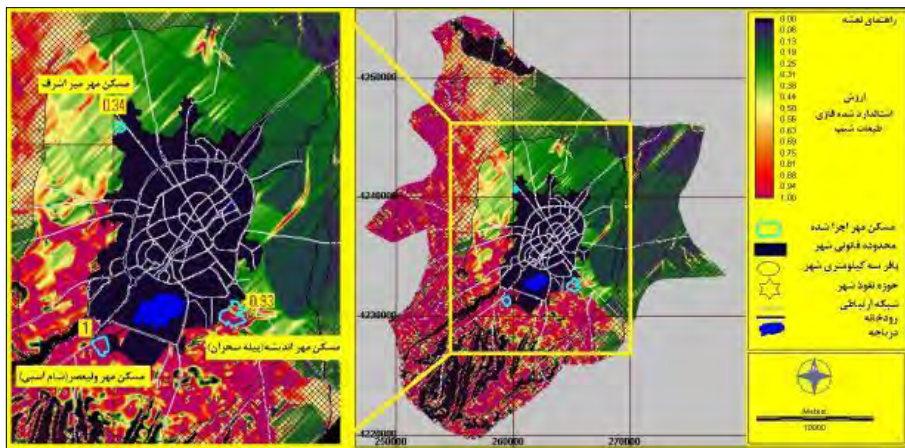 مسکن مهر میر اشرف
0.34
0.93
مسکن مهر اندیشه(پیله سحران)
1
مسکن مهر ولیعصر(شام اسبی)
4250000
4240000
4230000
4220000
250000
260000
270000
راهنمای نقشه
0.00
0.06
0.13
0.19
0.25
0.31
0.38
0.44
0.50
0.56
0.63
0.69
0.75
0.81
0.88
0.94
1.00
ارزش
استاندارد شده فازی
طبقات شیب
مسکن مهر اجرا شده
محدوده قانونی شهر
بافر سه کیلومتری شهر
حوزه نفوذ شهر
شبکه ارتباطی
رودخانه
دریاچه
Meters
10000